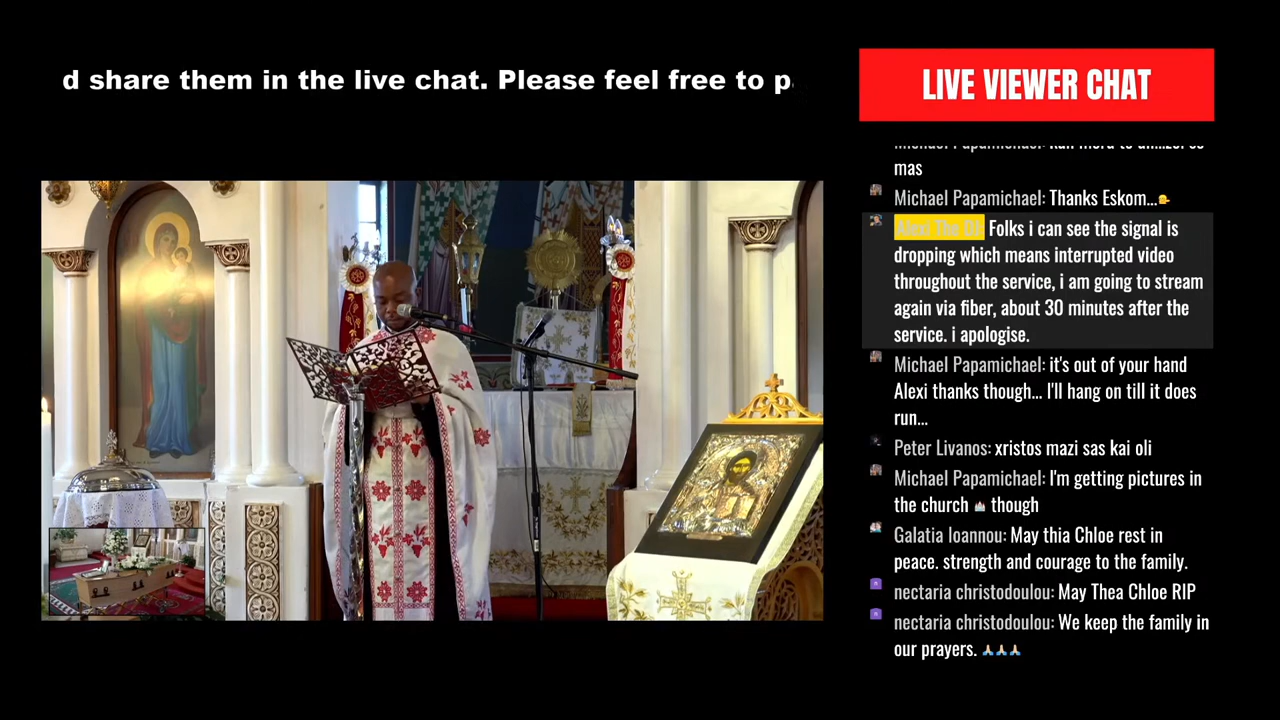 d share them in the live chat. Please feel free to p
LIVE VIEWER CHAT
mas
Michael Papamichael: Thanks Eskom...
Alexi The DJ Folks i can see the signal is
dropping which means interrupted video
throughout the service, i am going to stream
again via fiber, about 30 minutes after the
service. i apologise.
Michael Papamichael: it's out of your hand
Alexi thanks though... I'll hang on till it does
run...
Peter Livanos: xristos mazi sas kai oli
Michael Papamichael: I'm getting pictures in
the church though
Galatia Ioannou: May thia Chloe rest in
peace. strength and courage to the family.
nectaria christodoulou: May Thea Chloe RIP
nectaria christodoulou: We keep the family in
our prayers.